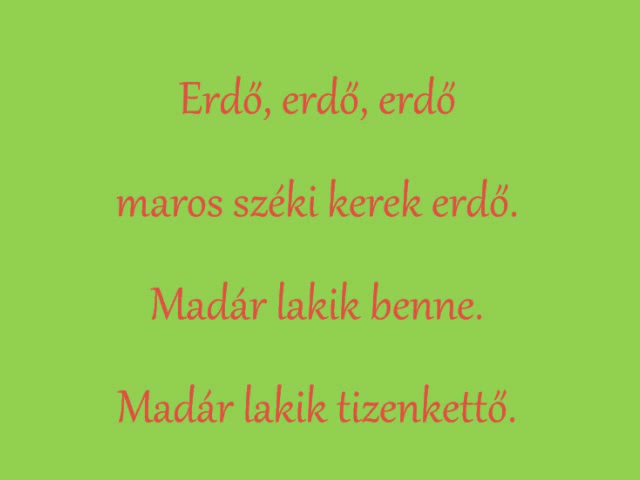 Erdő, erdő, erdő
maros széki kerek erdő.
Madár lakik benne.
Madár lakik tizenkettő.